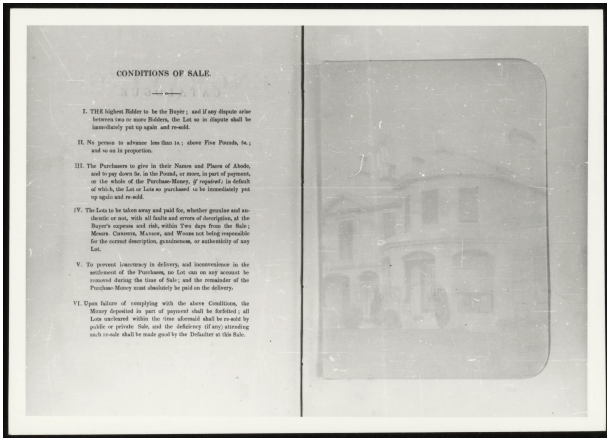 CONDITIONS OF SALE.
I. THE highest Bidder to be the Buyer; and if any dispute arise
between two or more Bidders, the Lot so in dispute shall be
immediately put up again and re-sold.
II. No person to advance less than 1s.; above Five Pounds, 5s.;
and so on in proportion.
III. The Purchasers to give in their Names and Places of Abode,
and to pay down 5s. in the Pound, or more, in part of payment,
or the whole of the Purchase-Money, if required; in default
of which, the Lot or Lots so purchased to be immediately put
up again and re-sold.
IV. The Lots to be taken away and paid for, whether genuine and au-
thentic or not, with all faults and errors of description, at the
Buyer's expense and risk, within Two days from the Sale;
Messrs. CHRISTIE, MANSON, and WOODS not being responsible
for the correct description, genuineness, or authenticity of any
Lot.
V. To prevent inaccuracy in delivery, and inconvenience in the
settlement of the Purchases, no Lot can on any account be
removed during the time of Sale; and the remainder of the
Purchase-Money must absolutely be paid on the delivery.
VI. Upon failure of complying with the above Conditions, the
Money deposited in part of payment shall be forfeited; all
Lots uncleared within the time aforesaid shall be re-sold by
public or private Sale, and the deficiency (if any) attending
such re-sale shall be made good by the Defaulter at this Sale.